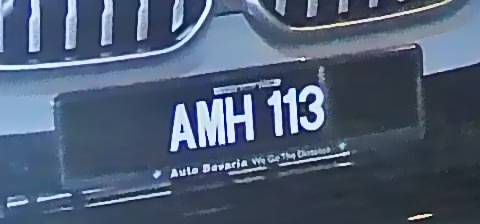 AMH 113
Auto Bavaria We Go The Distance